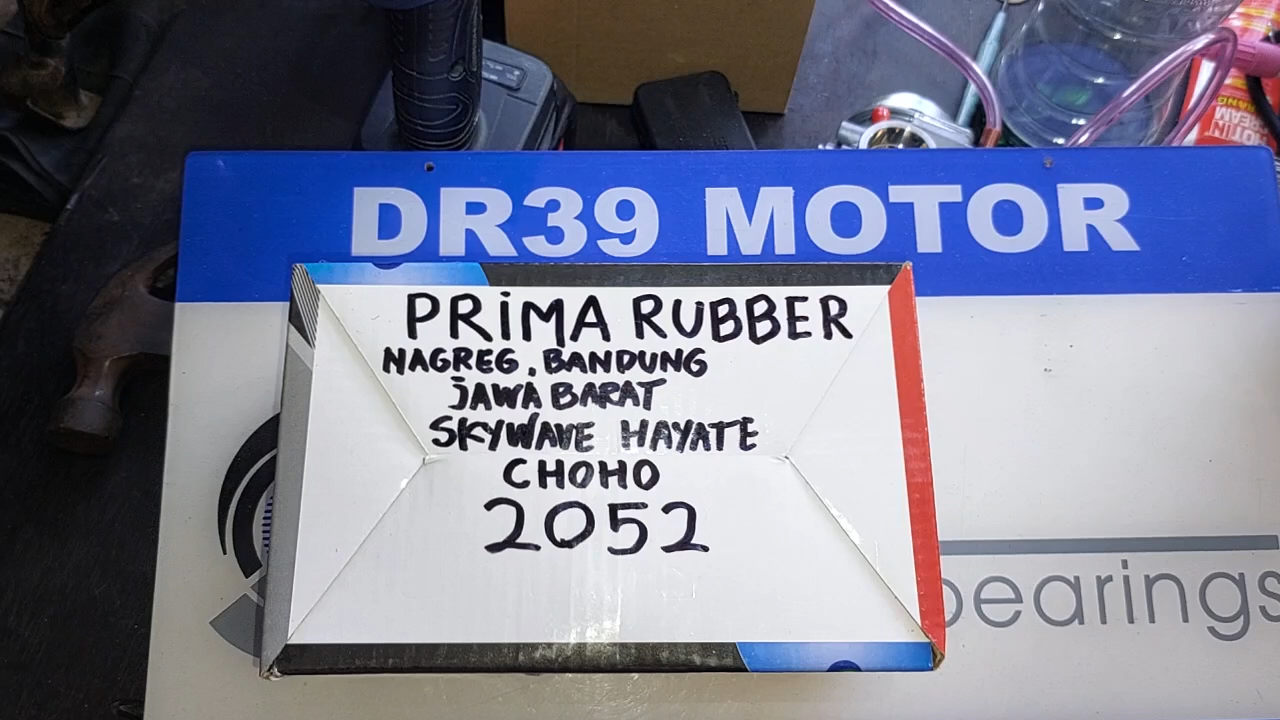 DR39 MOTOR
PRiMA RUBBER
NAGREG, BANDUNG
JAWA BARAT
SKYWAVE HAYATE
CHOHO
2052
bearings